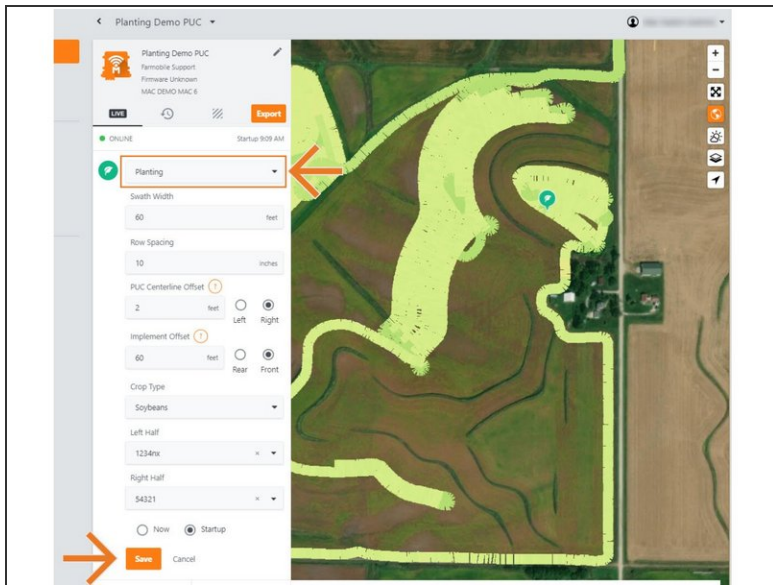 Planting Demo PUC
Planting Demo PUC
Farmobile Support
Firmware Unknown
MAC DEMO MAC 6
LIVE
Export
ONLINE Startup 9:09 AM
Planting
Swath Width
60 feet
Row Spacing
10 inches
PUC Centerline Offset
2 feet
Left Right
Implement Offset
60 feet
Rear Front
Crop Type
Soybeans
Left Half
1234nx
Right Half
54321
Now Startup
Save Cancel